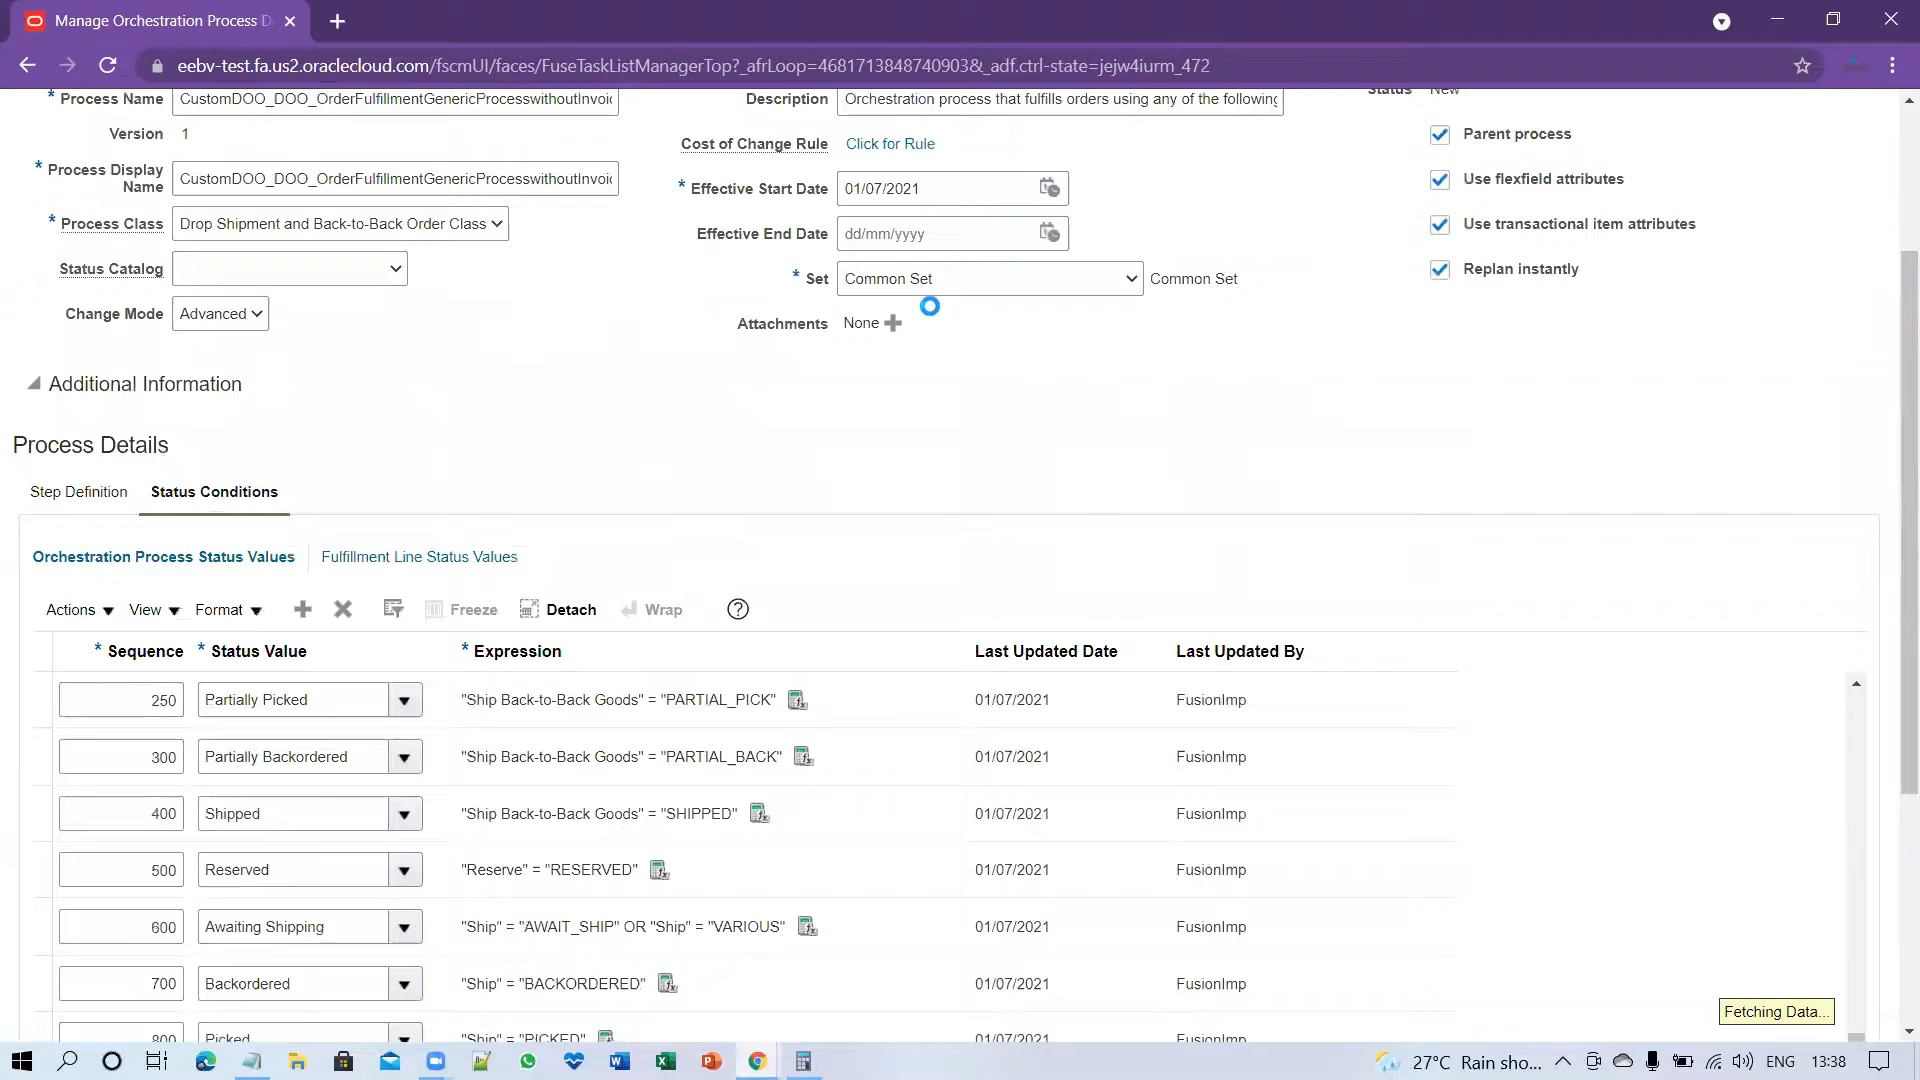 Manage Orchestration Process D
eebv-test.fa.us2.oraclecloud.com/fscmUI/faces/FuseTaskListManagerTop?_afrLoop=4681713848740903&_adf.ctrl-state=jejw4iurm_472
* Process Name CustomDOO_DOO_OrderFulfillmentGenericProcesswithoutInvoic
Description Orchestration process that fulfills orders using any of the following
Status New
Version 1
Cost of Change Rule Click for Rule
Parent process
* Process Display Name CustomDOO_DOO_OrderFulfillmentGenericProcesswithoutInvoic
* Effective Start Date 01/07/2021
Use flexfield attributes
* Process Class Drop Shipment and Back-to-Back Order Class
Effective End Date dd/mm/yyyy
Use transactional item attributes
Status Catalog
* Set Common Set Common Set
Replan instantly
Change Mode Advanced
Attachments None
Additional Information
Process Details
Step Definition Status Conditions
Orchestration Process Status Values Fulfillment Line Status Values
Actions View Format Freeze Detach Wrap
* Sequence * Status Value * Expression Last Updated Date Last Updated By
250 Partially Picked "Ship Back-to-Back Goods" = "PARTIAL_PICK" 01/07/2021 FusionImp
300 Partially Backordered "Ship Back-to-Back Goods" = "PARTIAL_BACK" 01/07/2021 FusionImp
400 Shipped "Ship Back-to-Back Goods" = "SHIPPED" 01/07/2021 FusionImp
500 Reserved "Reserve" = "RESERVED" 01/07/2021 FusionImp
600 Awaiting Shipping "Ship" = "AWAIT_SHIP" OR "Ship" = "VARIOUS" 01/07/2021 FusionImp
700 Backordered "Ship" = "BACKORDERED" 01/07/2021 FusionImp
Fetching Data...
800 Picked "Ship" = "PICKED" 01/07/2021 FusionImp
27°C Rain sho... ENG 13:38